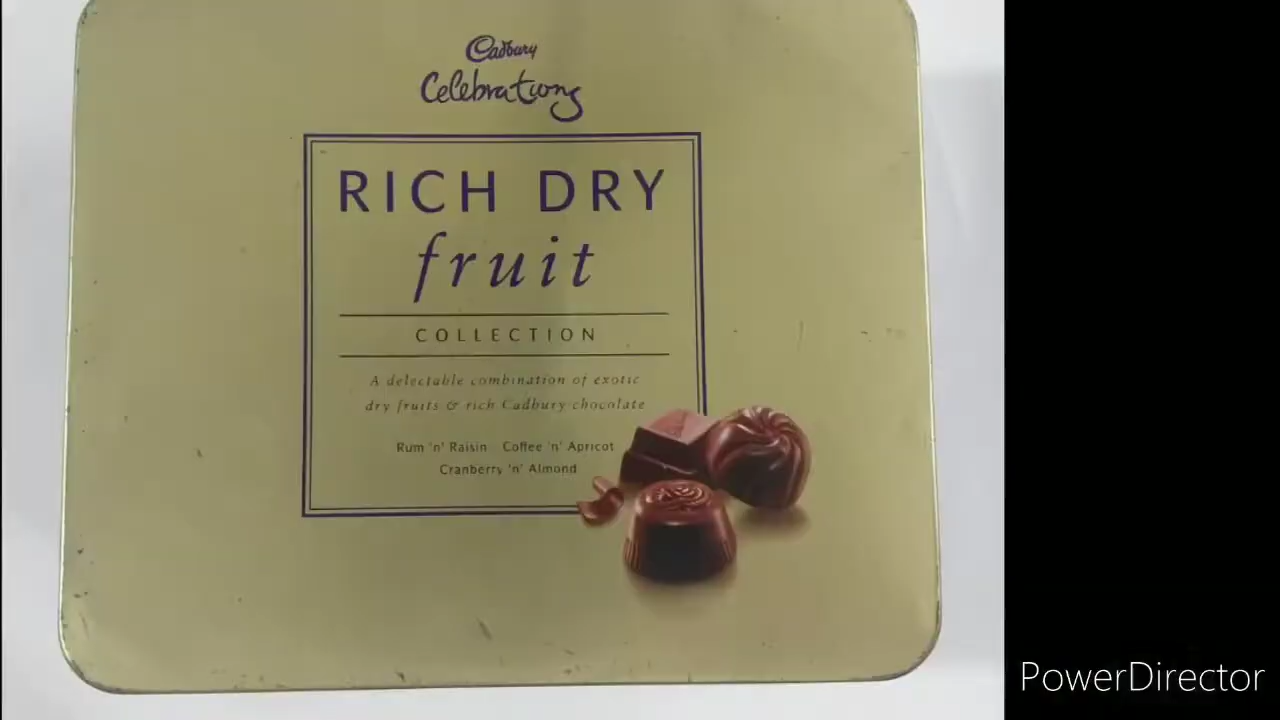 Cadbury
Celebrations
RICH DRY
fruit
COLLECTION
A delectable combination of exotic
dry fruits & rich Cadbury chocolate
Rum 'n' Raisin Coffee 'n' Apricot
Cranberry 'n' Almond
PowerDirector